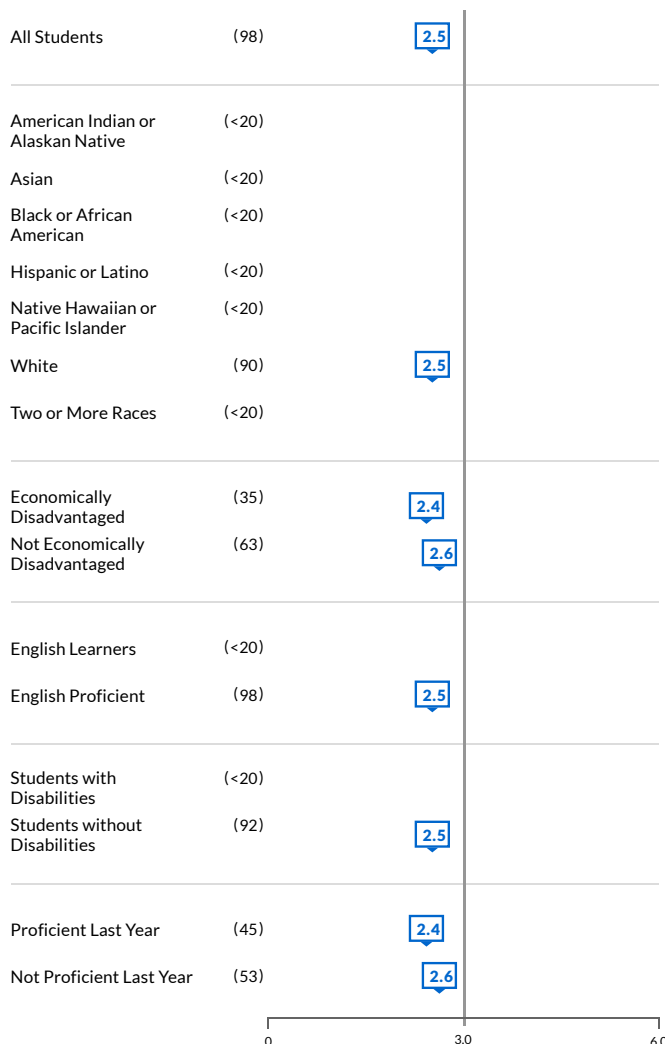 All Students (98) 2.5
American Indian or (<20)
Alaskan Native
Asian (<20)
Black or African (<20)
American
Hispanic or Latino (<20)
Native Hawaiian or (<20)
Pacific Islander
White (90) 2.5
Two or More Races (<20)
Economically (35) 2.4
Disadvantaged
Not Economically (63) 2.6
Disadvantaged
English Learners (<20)
English Proficient (98) 2.5
Students with (<20)
Disabilities
Students without (92) 2.5
Disabilities
Proficient Last Year (45) 2.4
Not Proficient Last Year (53) 2.6
0 3.0 6.0